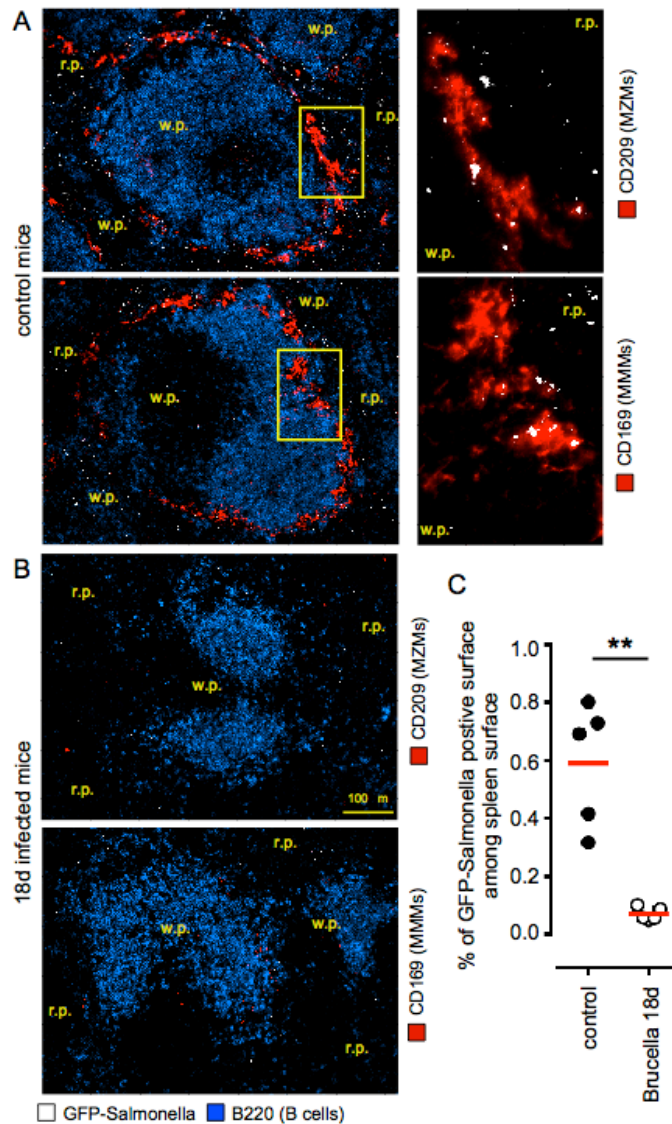 A
w.p.
r.p.
r.p.
w.p.
w.p.
r.p.
w.p.
CD209 (MZMs)
control mice
w.p.
r.p.
w.p.
r.p.
w.p.
r.p.
w.p.
CD169 (MMMs)
B
r.p.
r.p.
w.p.
r.p.
100 m
CD209 (MZMs)
18d infected mice
r.p.
w.p.
w.p.
r.p.
r.p.
CD169 (MMMs)
GFP-Salmonella
B220 (B cells)
C
% of GFP-Salmonella postive surface
among spleen surface
1.0
0.8
0.6
0.4
0.2
0.0
**
control
Brucella 18d